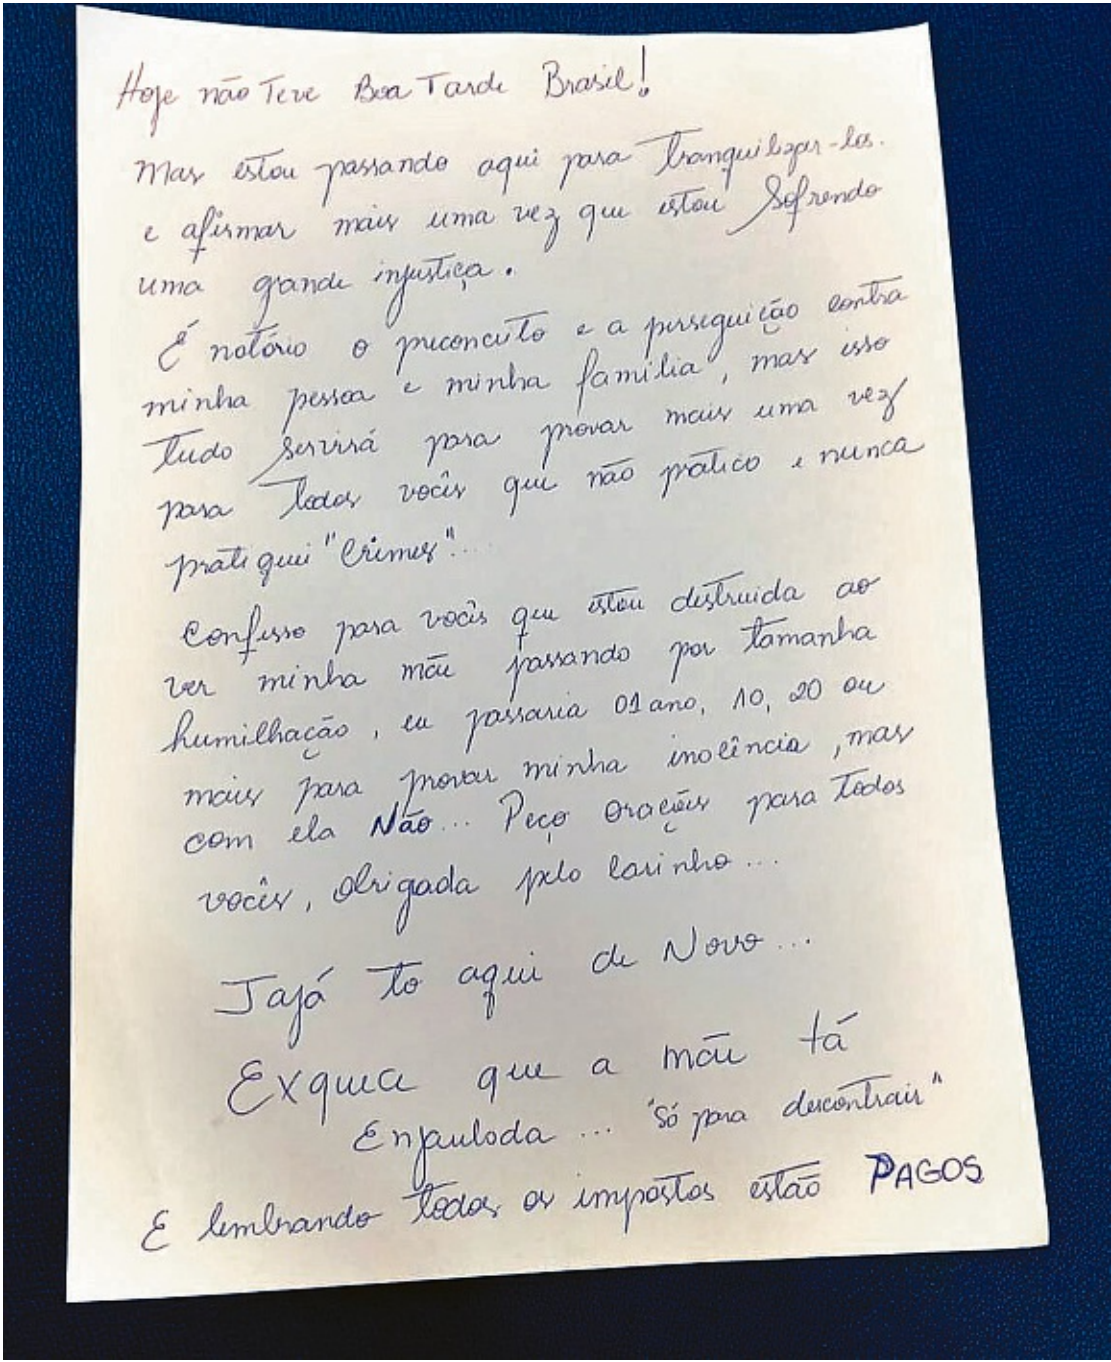 Hoje não Teve Boa Tarde Brasil!
Mas estou passando aqui para Tranquilizar-los.
e afirmar mais uma vez que estou Sofrendo
uma grande injustiça.
É notório o preconceito e a perseguição contra
minha pessoa e minha família, mas isso
Tudo servirá para provar mais uma vez
para Todos vocês que não pratico e nunca
pratiquei "Crimes"...
Confesso para vocês que estou destruida ao
ver minha mãe passando por tamanha
humilhação, eu passaria 01 ano, 10, 20 ou
mais para provar minha inocência, mas
com ela Não... Peço orações para Todos
vocês, Obrigada pelo Carinho...
Jajá to aqui de Novo...
Exquece que a mãe tá
Enjauloda... "só para descontrair"
E lembrando todos os impostos estão PAGOS